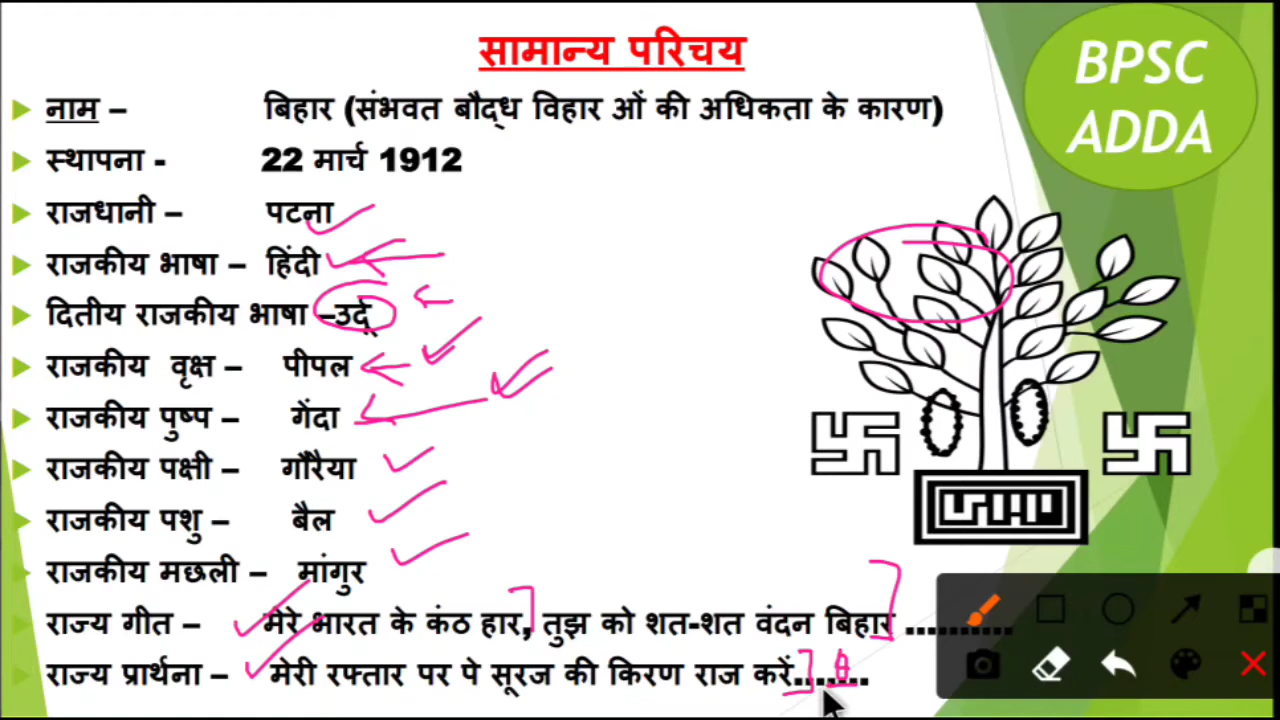 सामान्य परिचय
BPSC
ADDA
नाम – बिहार (संभवत बौद्ध विहार ओं की अधिकता के कारण)
स्थापना - 22 मार्च 1912
राजधानी – पटना
राजकीय भाषा – हिंदी
दितीय राजकीय भाषा –उर्दू
राजकीय वृक्ष – पीपल
राजकीय पुष्प – गेंदा
राजकीय पक्षी – गौरैया
राजकीय पशु – बैल
राजकीय मछली – मांगुर
राज्य गीत – मेरे भारत के कंठ हार, तुझ को शत-शत वंदन बिहार ...........
राज्य प्रार्थना – मेरी रफ्तार पर पे सूरज की किरण राज करें.......